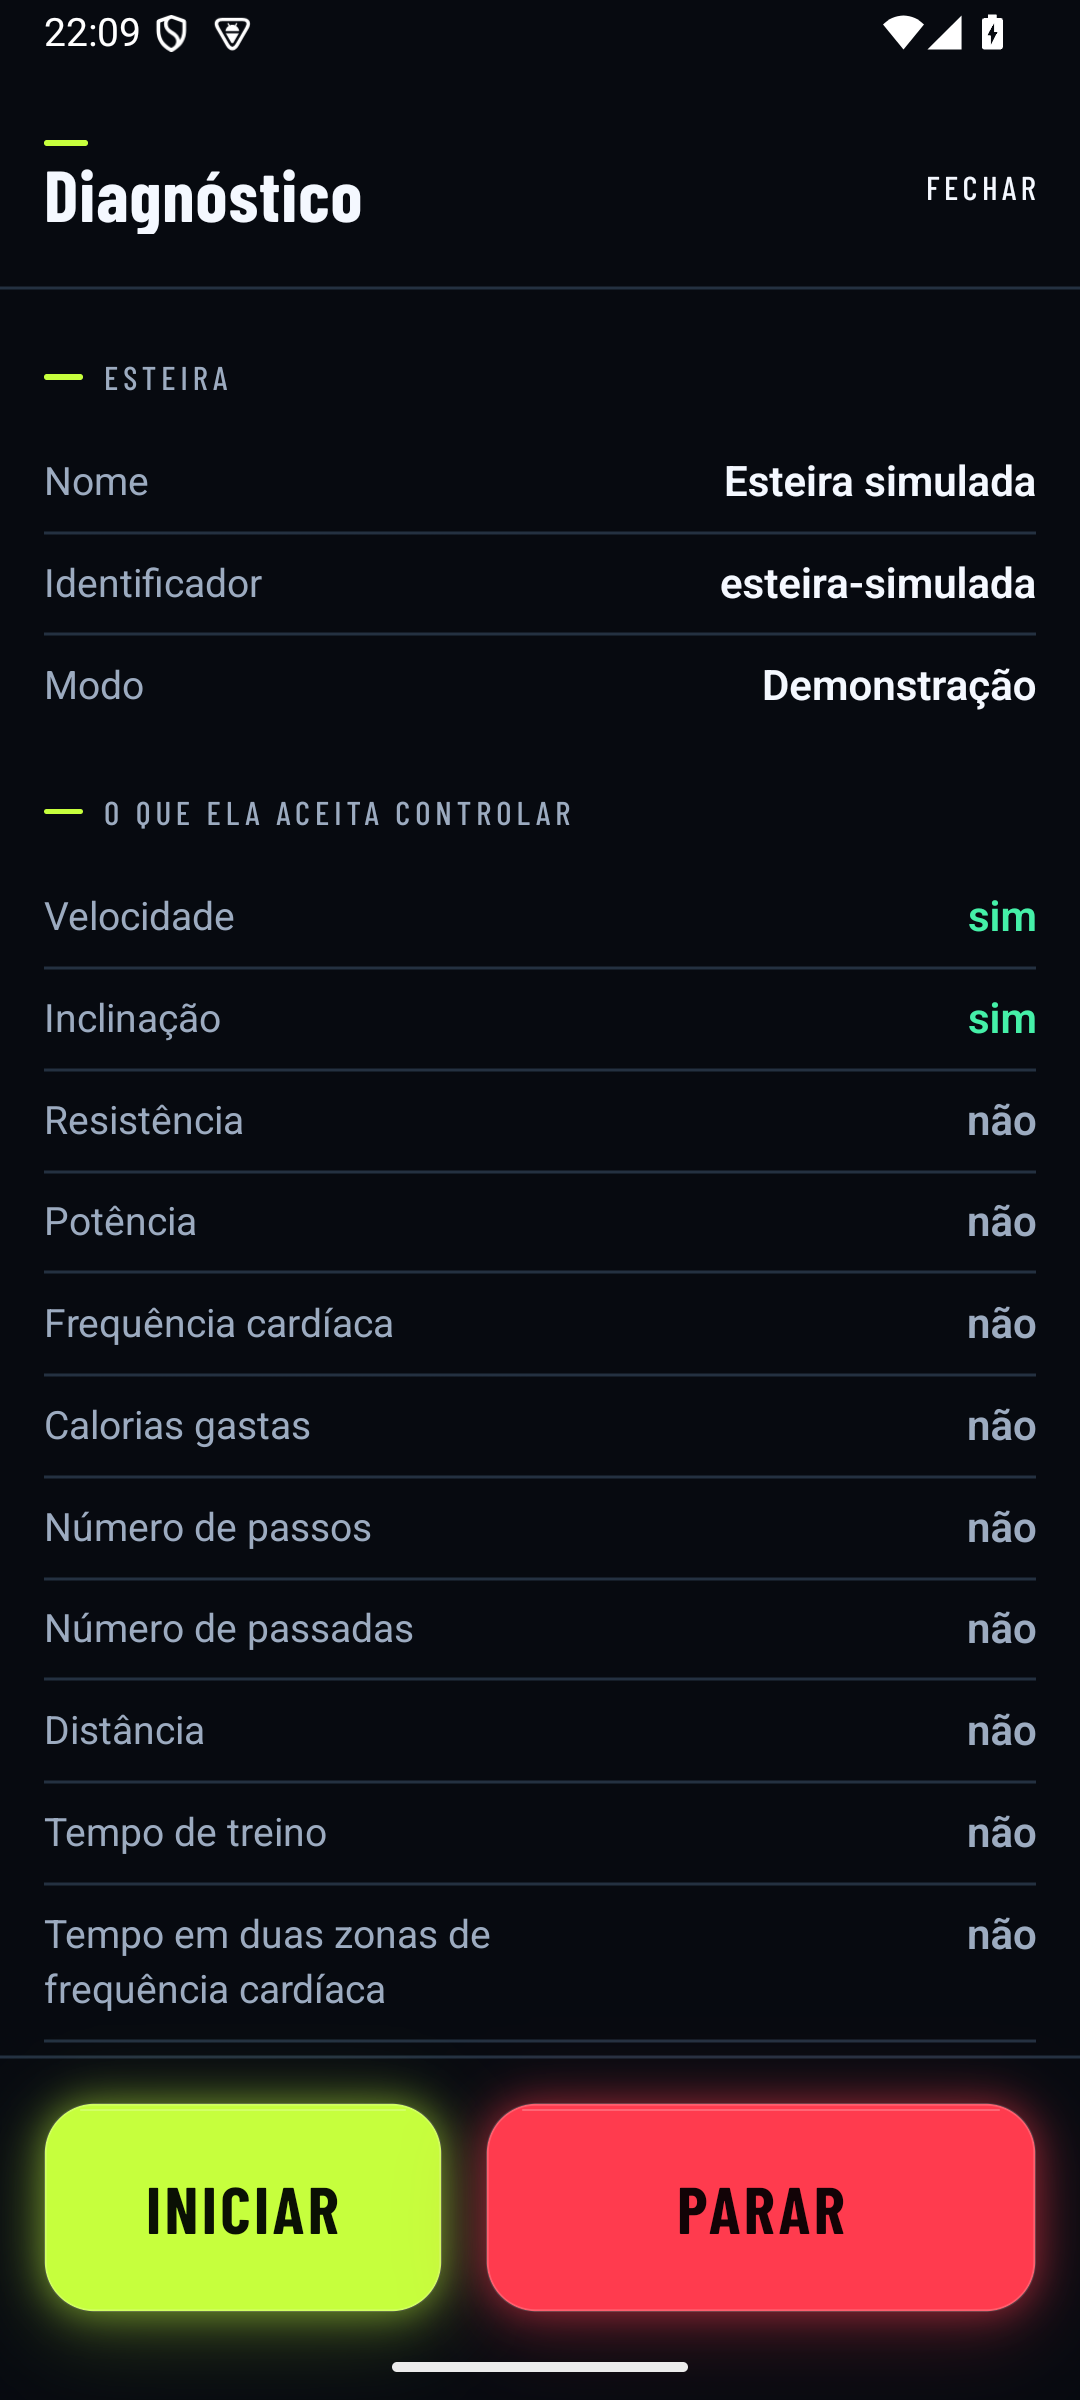 22:09
Diagnóstico
FECHAR
ESTEIRA
Nome Esteira simulada
Identificador esteira-simulada
Modo Demonstração
O QUE ELA ACEITA CONTROLAR
Velocidade sim
Inclinação sim
Resistência não
Potência não
Frequência cardíaca não
Calorias gastas não
Número de passos não
Número de passadas não
Distância não
Tempo de treino não
Tempo em duas zonas de não
frequência cardíaca
INICIAR PARAR